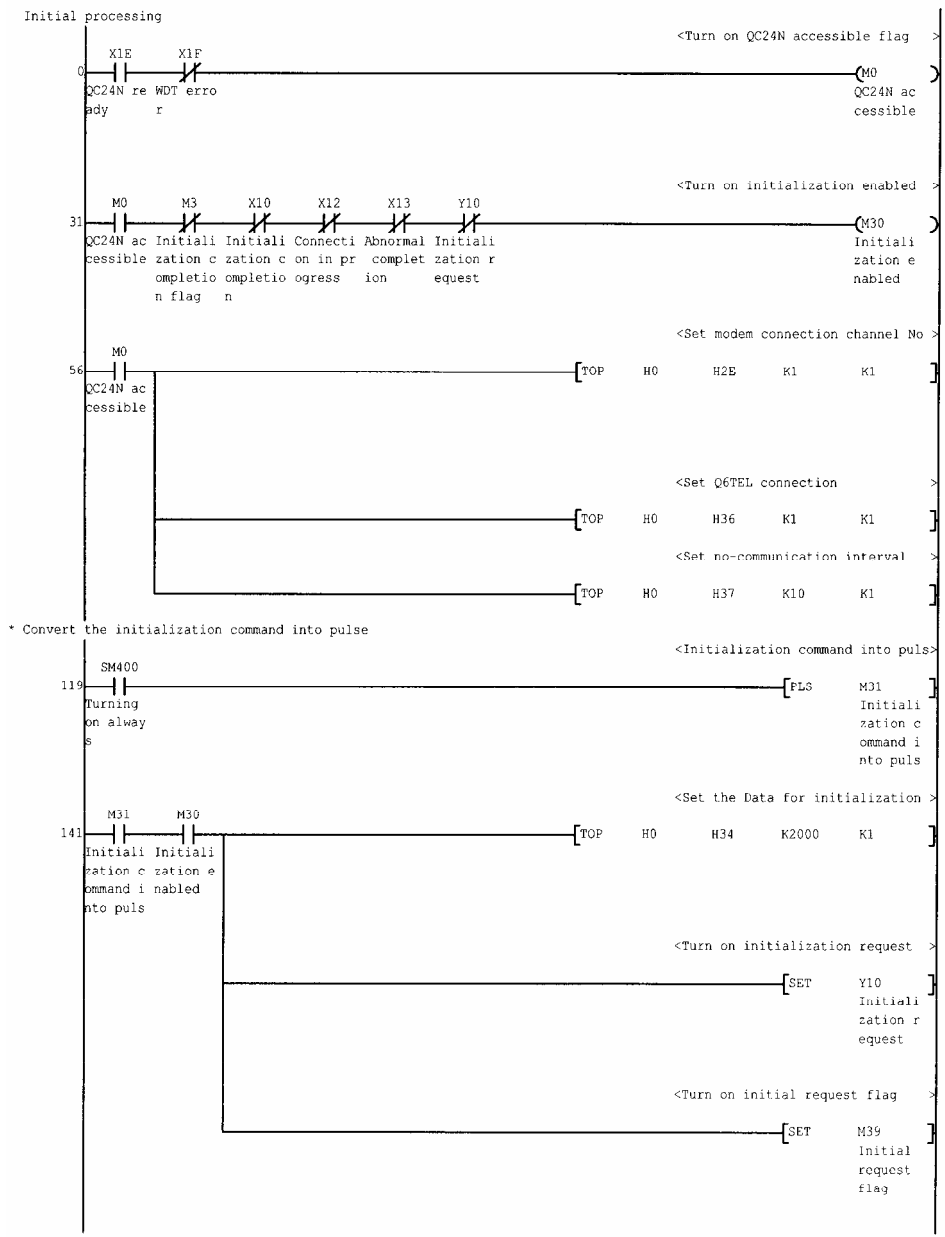 Initial processing
<Turn on QC24N accessible flag >
X1E X1F
0 (M0 )
QC24N re WDT erro QC24N ac
ady r cessible
<Turn on initialization enabled >
M0 M3 X10 X12 X13 Y10
31 (M30 )
QC24N ac Initiali Initiali Connecti Abnormal Initiali Initiali
cessible zation c zation c on in pr complet zation r zation e
ompletio ompletio ogress ion equest nabled
n flag n
<Set modem connection channel No >
M0
56 [TOP H0 H2E K1 K1 ]
QC24N ac
cessible
<Set Q6TEL connection >
[TOP H0 H36 K1 K1 ]
<Set no-communication interval >
[TOP H0 H37 K10 K1 ]
* Convert the initialization command into pulse
<Initialization command into puls>
SM400
119 [PLS M31 ]
Turning Initiali
on alway zation c
s ommand i
nto puls
<Set the Data for initialization >
M31 M30
141 [TOP H0 H34 K2000 K1 ]
Initiali Initiali
zation c zation e
ommand i nabled
nto puls
<Turn on initialization request >
[SET Y10 ]
Initiali
zation r
equest
<Turn on initial request flag >
[SET M39 ]
Initial
request
flag